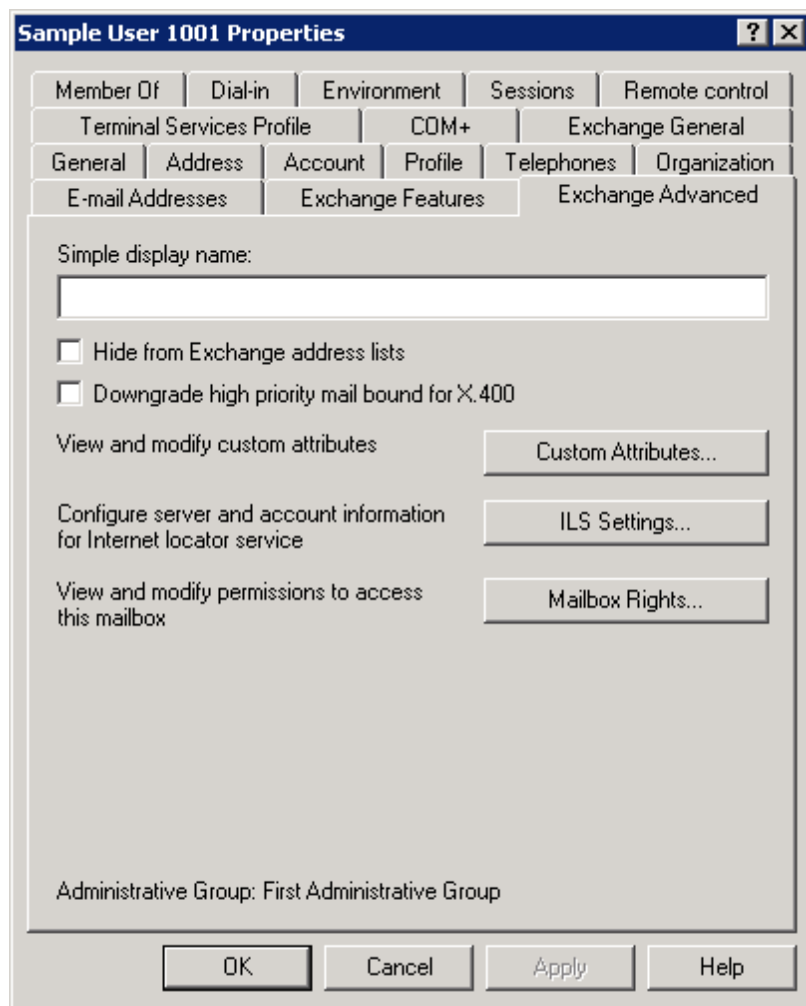 Sample User 1001 Properties
Member Of Dial-in Environment Sessions Remote control
Terminal Services Profile COM+ Exchange General
General Address Account Profile Telephones Organization
E-mail Addresses Exchange Features Exchange Advanced
Simple display name:
Hide from Exchange address lists
Downgrade high priority mail bound for X.400
View and modify custom attributes Custom Attributes...
Configure server and account information
for Internet locator service
ILS Settings...
View and modify permissions to access
this mailbox
Mailbox Rights...
Administrative Group: First Administrative Group
OK Cancel Apply Help